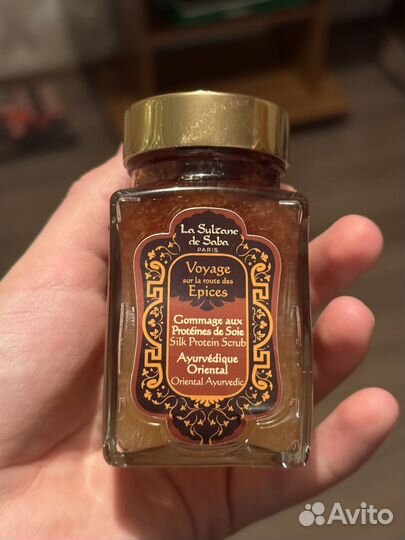 La Sultane
de Saba
PARIS
Voyage
sur la route des
Epices
Gommage aux
Protéines de Soie
Silk Protein Scrub
Ayurvédique
Oriental
Oriental Ayurvedic
Avito